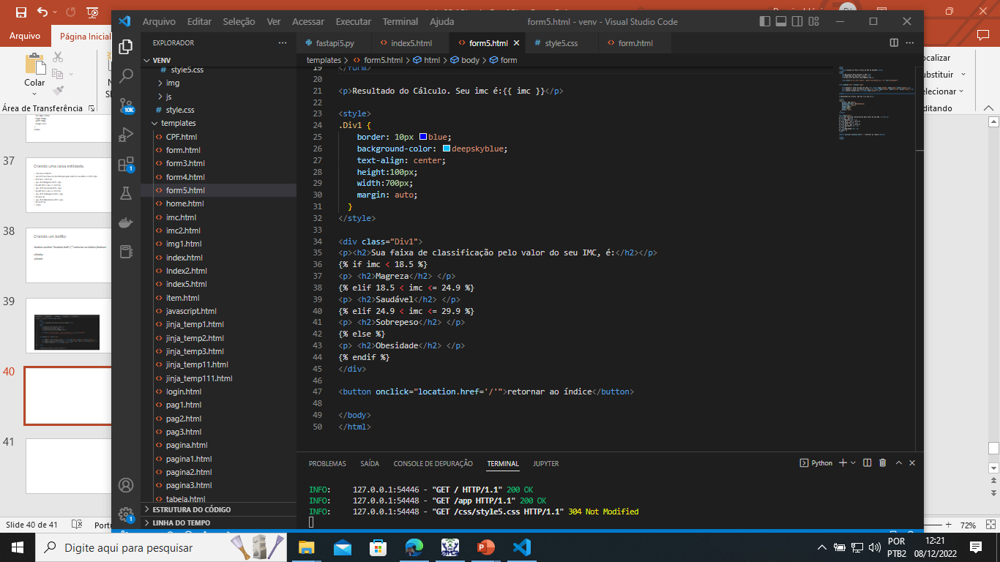 Arquivo
Página Inicial
Colar
Área de Transferência
37
Criando uma caixa estilizada.
38
Criando um botão:
39
40
41
Slide 40 de 41
Arquivo Editar Seleção Ver Acessar Executar Terminal Ajuda
form5.html - venv - Visual Studio Code
EXPLORADOR
VENV
style5.css
img
js
style.css
templates
CPF.html
form.html
form3.html
form4.html
form5.html
home.html
imc.html
imc2.html
img1.html
index.html
Index2.html
index5.html
item.html
javascript.html
jinja_temp1.html
jinja_temp2.html
jinja_temp3.html
jinja_temp11.html
jinja_temp111.html
login.html
pag1.html
pag2.html
pag3.html
pagina.html
pagina1.html
pagina2.html
pagina3.html
tabela.html
ESTRUTURA DO CÓDIGO
LINHA DO TEMPO
10K
1
1
fastapi5.py index5.html form5.html style5.css form.html
templates > form5.html > html > body > form
19 </form>
20
21 <p>Resultado do Cálculo. Seu imc é:{{ imc }}</p>
22
23 <style>
24 .Div1 {
25 border: 10px blue;
26 background-color: deepskyblue;
27 text-align: center;
28 height:100px;
29 width:700px;
30 margin: auto;
31 }
32 </style>
33
34 <div class="Div1">
35 <p><h2>Sua faixa de classificação pelo valor do seu IMC, é:</h2></p>
36 {% if imc < 18.5 %}
37 <p> <h2>Magreza</h2> </p>
38 {% elif 18.5 < imc <= 24.9 %}
39 <p> <h2>Saudável</h2> </p>
40 {% elif 24.9 < imc <= 29.9 %}
41 <p> <h2>Sobrepeso</h2> </p>
42 {% else %}
43 <p> <h2>Obesidade</h2> </p>
44 {% endif %}
45 </div>
46
47 <button onclick="location.href='/'">retornar ao índice</button>
48
49 </body>
50 </html>
PROBLEMAS SAÍDA CONSOLE DE DEPURAÇÃO TERMINAL JUPYTER
Python
INFO: 127.0.0.1:54446 - "GET / HTTP/1.1" 200 OK
INFO: 127.0.0.1:54448 - "GET /app HTTP/1.1" 200 OK
INFO: 127.0.0.1:54448 - "GET /css/style5.css HTTP/1.1" 304 Not Modified
ocalizar
ubstituir
elecionar
ditando
72%
Digite aqui para pesquisar
POR
PTB2
12:21
08/12/2022